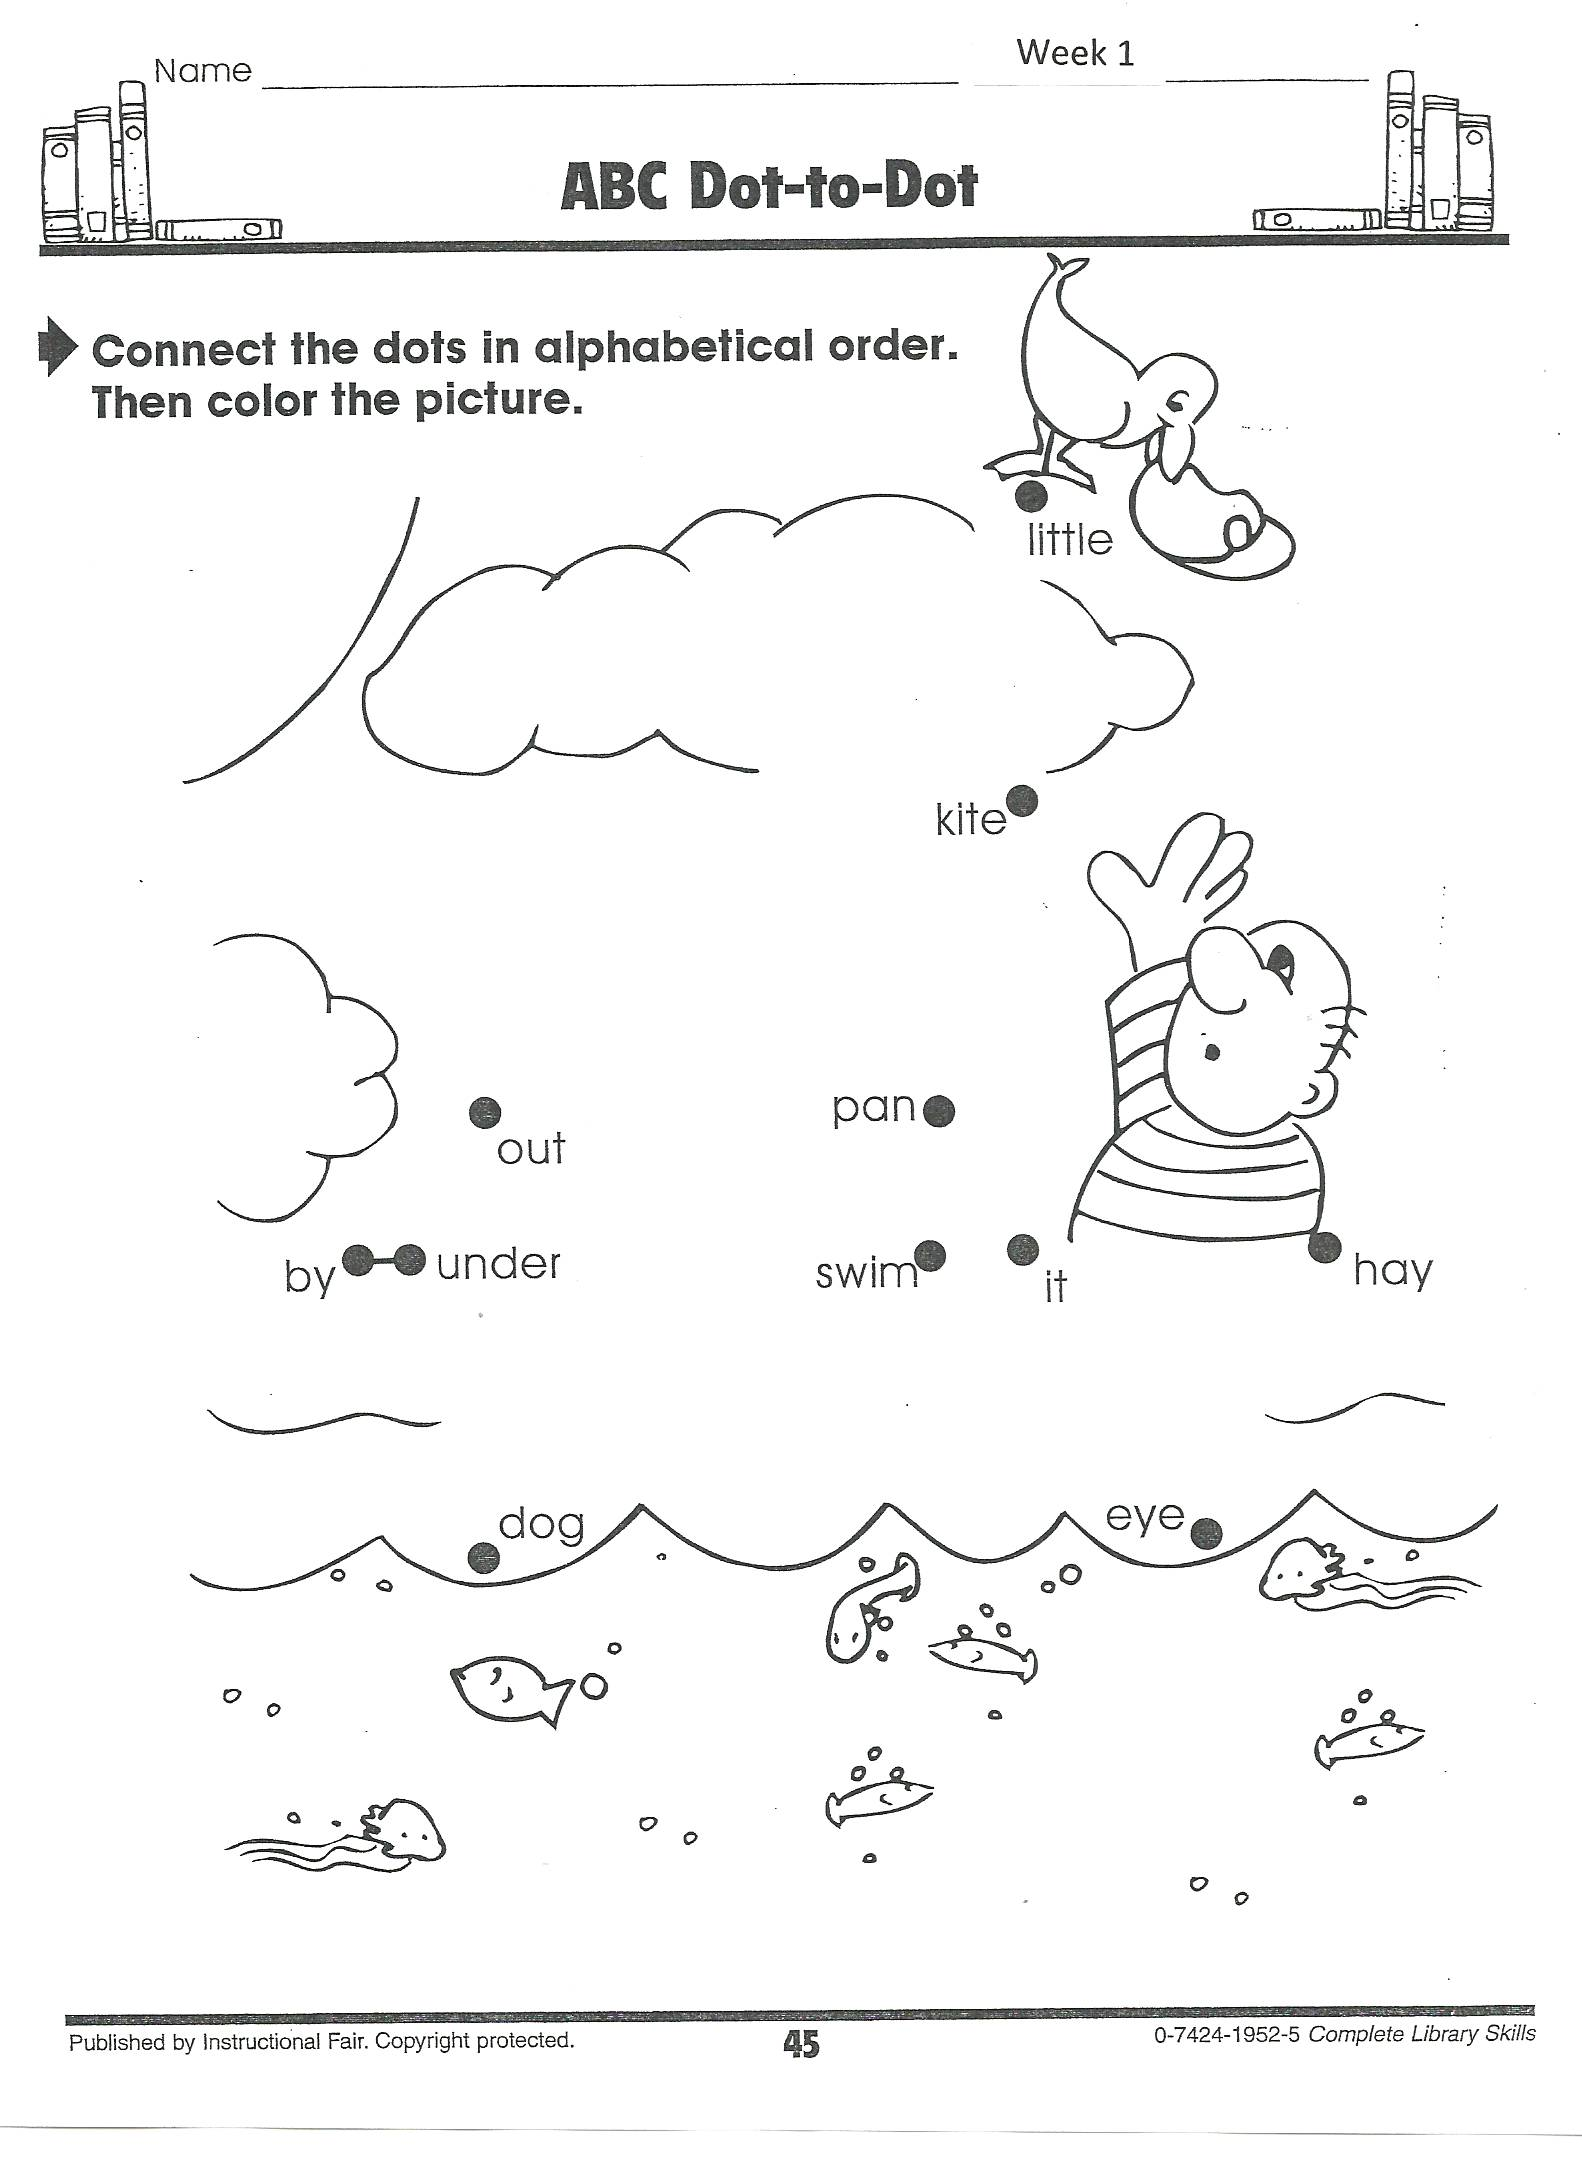 Name
Week 1
ABC Dot-to-Dot
Connect the dots in alphabetical order.
Then color the picture.
little
kite
out
pan
by
under
swim
it
hay
dog
eye
Published by Instructional Fair. Copyright protected.
45
0-7424-1952-5 Complete Library Skills